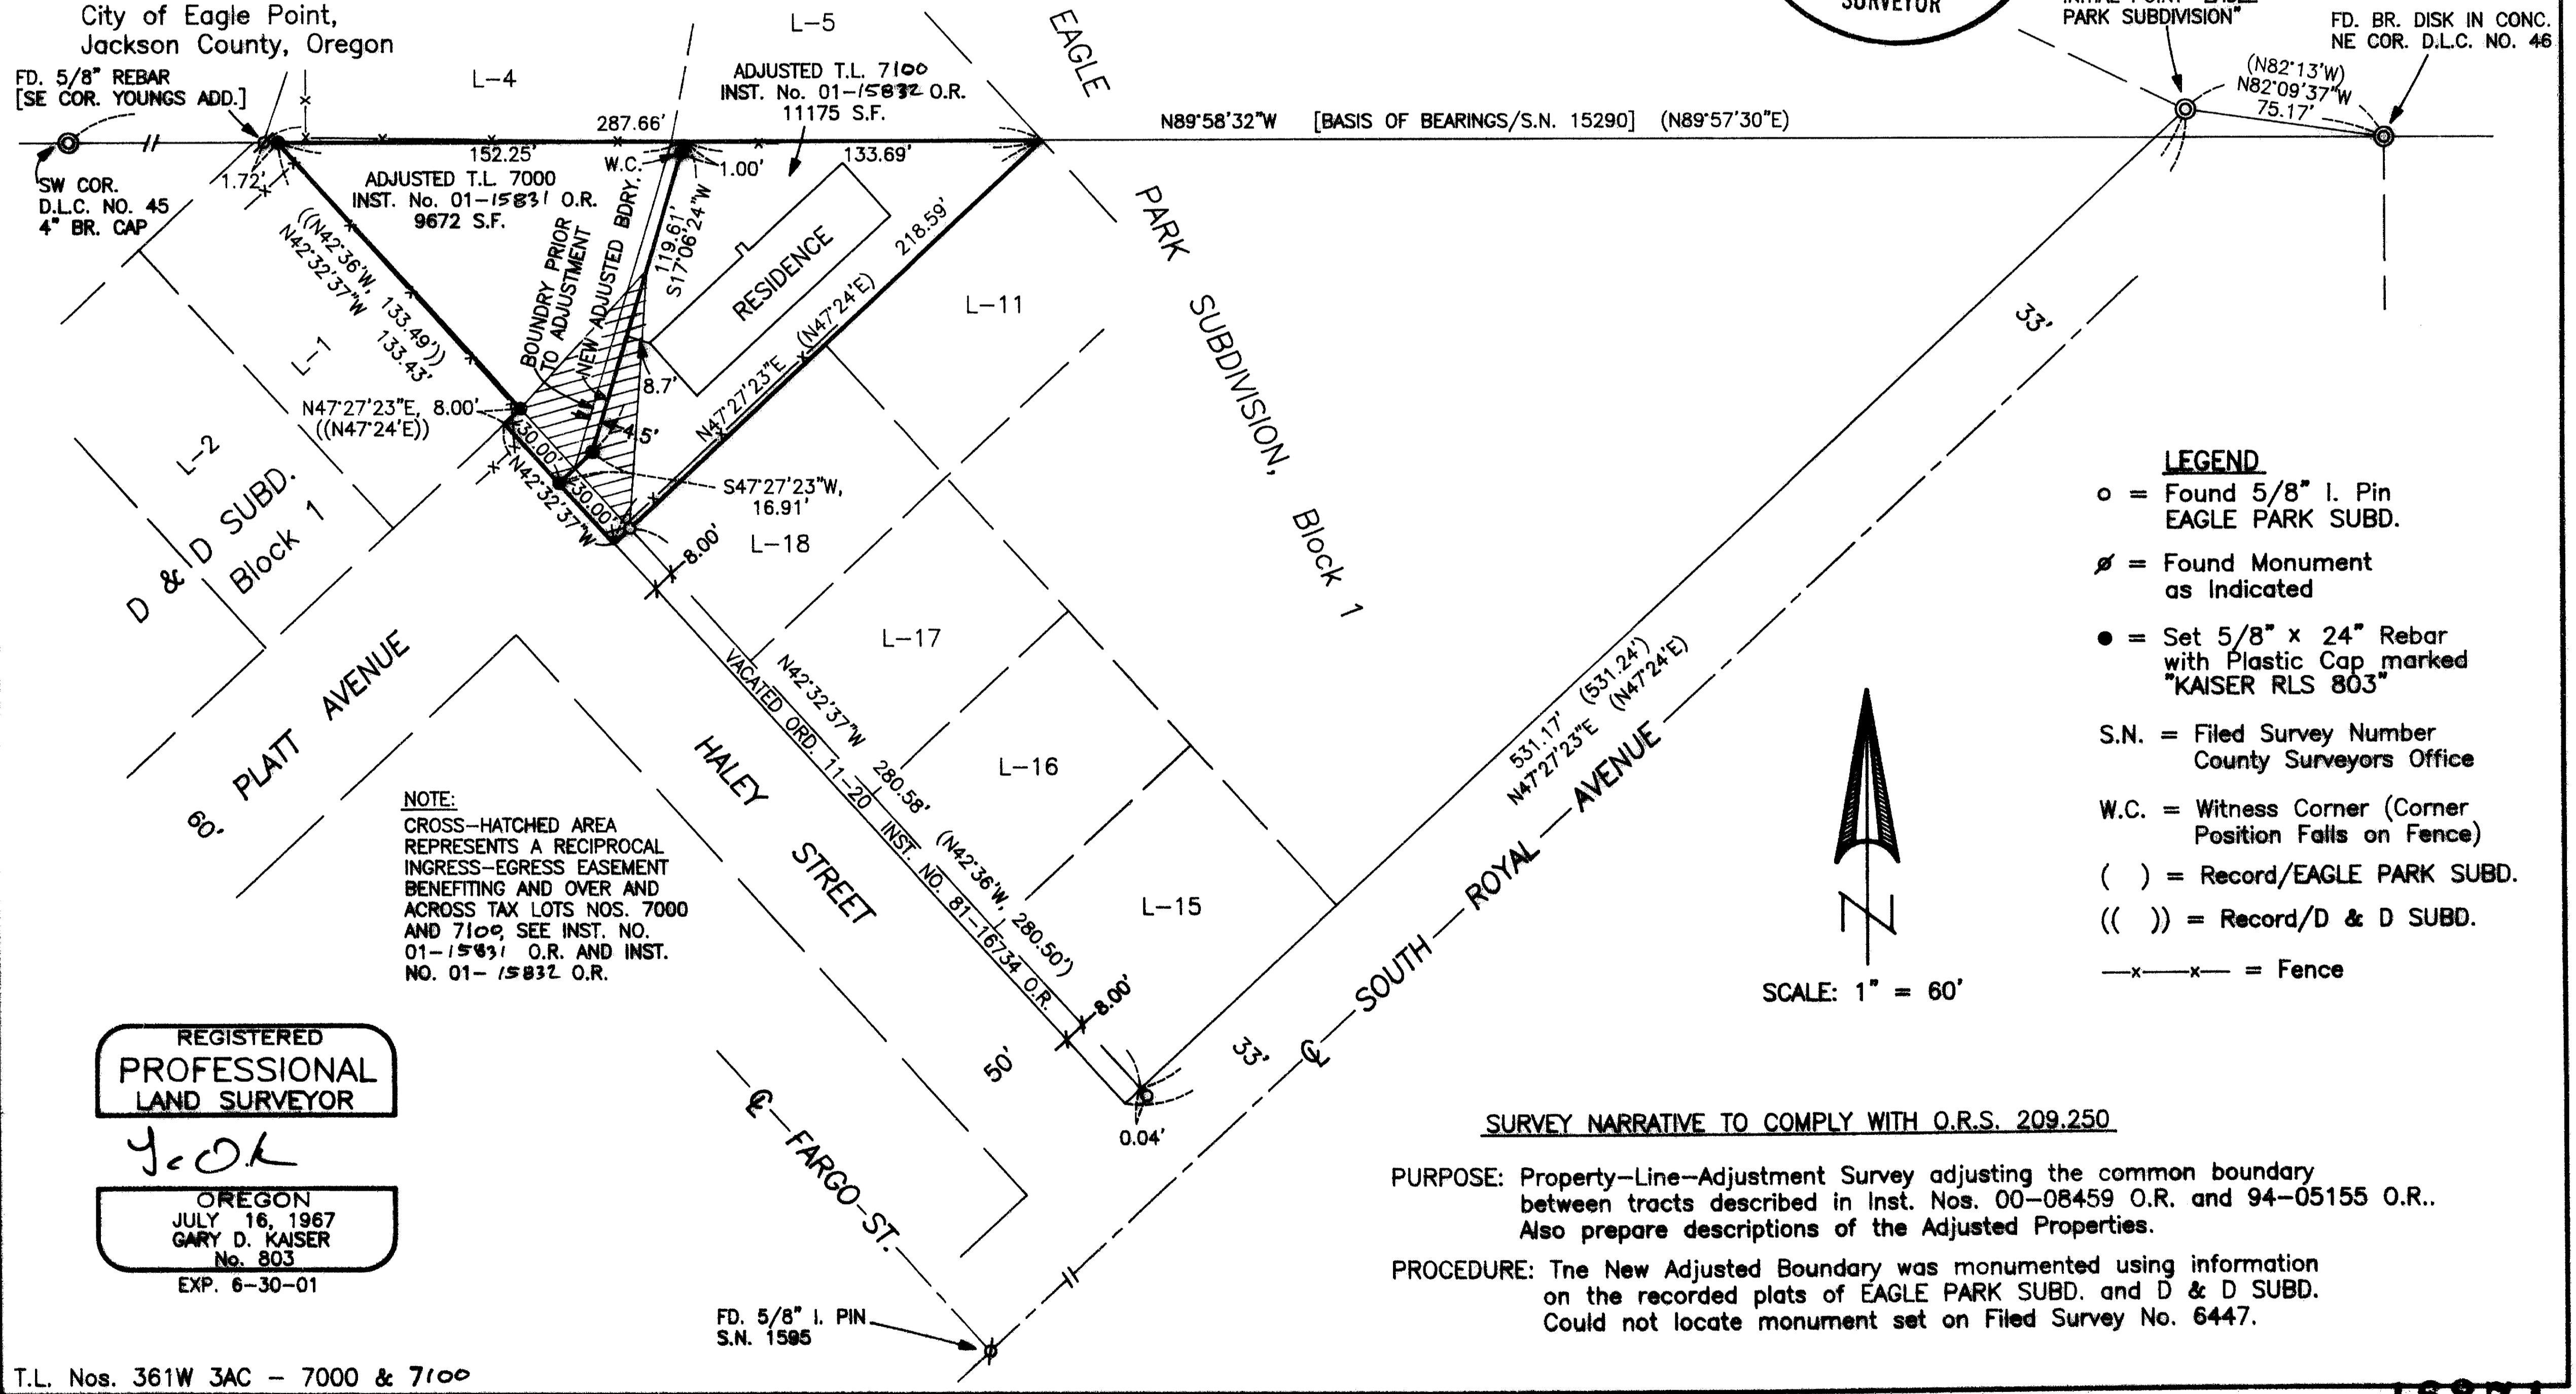 City of Eagle Point,
Jackson County, Oregon
FD. 5/8" REBAR
[SE COR. YOUNGS ADD.]
L-4
L-5
ADJUSTED T.L. 7100
INST. No. 01-15832 O.R.
11175 S.F.
EAGLE
PARK
SUBDIVISION,
Block 1
SURVEYOR
PARK SUBDIVISION"
FD. BR. DISK IN CONC.
NE COR. D.L.C. NO. 46
(N82°13'W)
N82°09'37"W
75.17'
N89°58'32"W [BASIS OF BEARINGS/S.N. 15290] (N89°57'30"E)
287.66'
152.25'
W.C.
1.00'
133.69'
1.72'
SW COR.
D.L.C. NO. 45
4" BR. CAP
ADJUSTED T.L. 7000
INST. No. 01-15831 O.R.
9672 S.F.
((N42°36'W, 133.49'))
N42°32'37"W 133.43'
BOUNDRY PRIOR
TO ADJUSTMENT
NEW ADJUSTED BDRY.
119.61'
S17°06'24"W
RESIDENCE
218.59'
N47°27'23"E (N47°24'E)
8.7'
4.5'
L-11
L-1
L-2
N47°27'23"E, 8.00'
((N47°24'E))
30.00'
30.00'
N42°32'37"W
S47°27'23"W,
16.91'
8.00'
L-18
L-17
L-16
L-15
D & D SUBD.
Block 1
PLATT AVENUE
60'
HALEY
STREET
VACATED ORD. 11-20 INST. NO. 81-16734 O.R.
N42°32'37"W 280.58' (N42°36'W, 280.50')
8.00'
50'
0.04'
33'
33'
531.17' (531.24')
N47°27'23"E (N47°24'E)
SOUTH ROYAL AVENUE
FARGO ST.
FD. 5/8" I. PIN
S.N. 1595
NOTE:
CROSS-HATCHED AREA
REPRESENTS A RECIPROCAL
INGRESS-EGRESS EASEMENT
BENEFITING AND OVER AND
ACROSS TAX LOTS NOS. 7000
AND 7100, SEE INST. NO.
01-15831 O.R. AND INST.
NO. 01-15832 O.R.
REGISTERED
PROFESSIONAL
LAND SURVEYOR
OREGON
JULY 16, 1967
GARY D. KAISER
No. 803
EXP. 6-30-01
LEGEND
= Found 5/8" I. Pin
EAGLE PARK SUBD.
= Found Monument
as Indicated
= Set 5/8" x 24" Rebar
with Plastic Cap marked
"KAISER RLS 803"
S.N. = Filed Survey Number
County Surveyors Office
W.C. = Witness Corner (Corner
Position Falls on Fence)
( ) = Record/EAGLE PARK SUBD.
(( )) = Record/D & D SUBD.
—x—x— = Fence
N
SCALE: 1" = 60'
SURVEY NARRATIVE TO COMPLY WITH O.R.S. 209.250
PURPOSE: Property-Line-Adjustment Survey adjusting the common boundary
between tracts described in Inst. Nos. 00-08459 O.R. and 94-05155 O.R..
Also prepare descriptions of the Adjusted Properties.
PROCEDURE: Tne New Adjusted Boundary was monumented using information
on the recorded plats of EAGLE PARK SUBD. and D & D SUBD.
Could not locate monument set on Filed Survey No. 6447.
T.L. Nos. 361W 3AC - 7000 & 7100